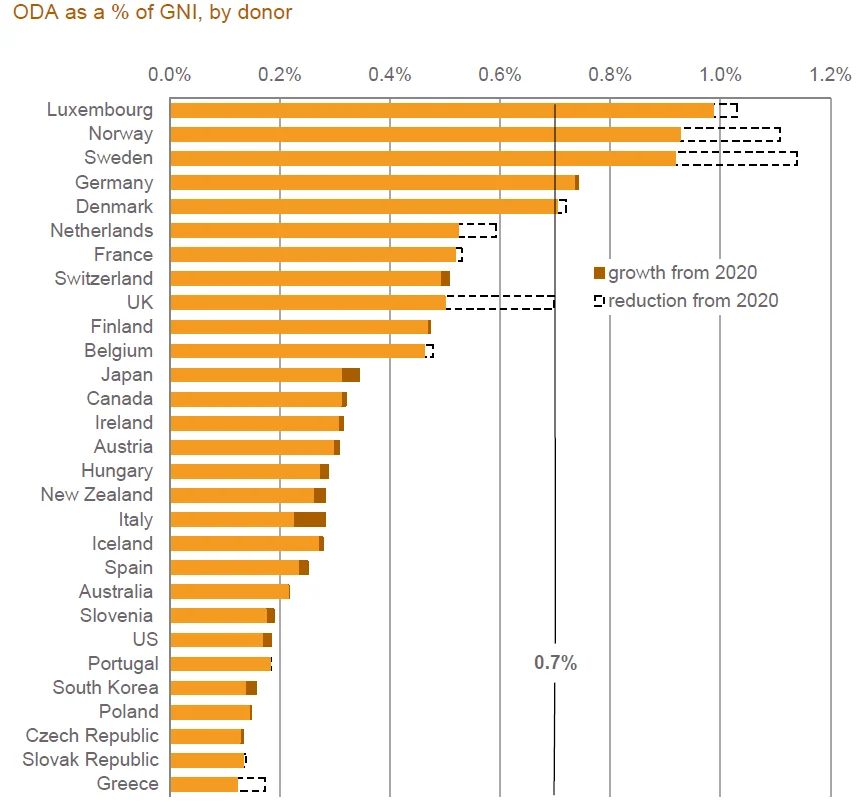 ODA as a % of GNI, by donor
0.0% 0.2% 0.4% 0.6% 0.8% 1.0% 1.2%
Luxembourg
Norway
Sweden
Germany
Denmark
Netherlands
France
Switzerland
growth from 2020
UK
reduction from 2020
Finland
Belgium
Japan
Canada
Ireland
Austria
Hungary
New Zealand
Italy
Iceland
Spain
Australia
Slovenia
US
Portugal
0.7%
South Korea
Poland
Czech Republic
Slovak Republic
Greece